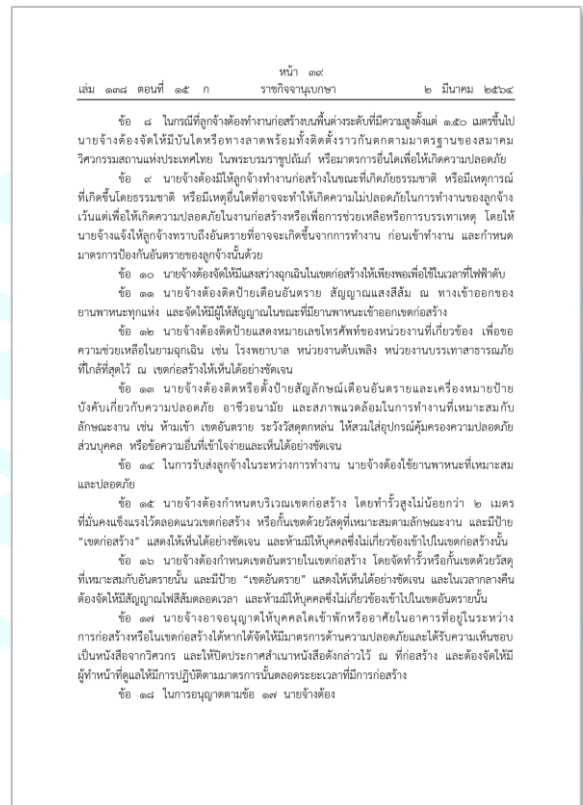 หน้า ๓๙
เล่ม ๑๓๘ ตอนที่ ๑๕ ก ราชกิจจานุเบกษา ๒ มีนาคม ๒๕๖๔
ข้อ ๘ ในกรณีที่ลูกจ้างต้องทำงานก่อสร้างบนพื้นต่างระดับที่มีความสูงตั้งแต่ ๑.๕๐ เมตรขึ้นไป
นายจ้างต้องจัดให้มีบันไดหรือทางลาดพร้อมทั้งติดตั้งราวกันตกตามมาตรฐานของสมาคม
วิศวกรรมสถานแห่งประเทศไทย ในพระบรมราชูปถัมภ์ หรือมาตรการอื่นใดเพื่อให้เกิดความปลอดภัย
ข้อ ๙ นายจ้างต้องมิให้ลูกจ้างทำงานก่อสร้างในขณะที่เกิดภัยธรรมชาติ หรือมีเหตุการณ์
ที่เกิดขึ้นโดยธรรมชาติ หรือมีเหตุอื่นใดที่อาจจะทำให้เกิดความไม่ปลอดภัยในการทำงานของลูกจ้าง
เว้นแต่เพื่อให้เกิดความปลอดภัยในงานก่อสร้างหรือเพื่อการช่วยเหลือหรือการบรรเทาเหตุ โดยให้
นายจ้างแจ้งให้ลูกจ้างทราบถึงอันตรายที่อาจจะเกิดขึ้นจากการทำงาน ก่อนเข้าทำงาน และกำหนด
มาตรการป้องกันอันตรายของลูกจ้างนั้นด้วย
ข้อ ๑๐ นายจ้างต้องจัดให้มีแสงสว่างฉุกเฉินในเขตก่อสร้างให้เพียงพอเพื่อใช้ในเวลาที่ไฟฟ้าดับ
ข้อ ๑๑ นายจ้างต้องติดป้ายเตือนอันตราย สัญญาณแสงสีส้ม ณ ทางเข้าออกของ
ยานพาหนะทุกแห่ง และจัดให้มีผู้ให้สัญญาณในขณะที่มียานพาหนะเข้าออกเขตก่อสร้าง
ข้อ ๑๒ นายจ้างต้องติดป้ายแสดงหมายเลขโทรศัพท์ของหน่วยงานที่เกี่ยวข้อง เพื่อขอ
ความช่วยเหลือในยามฉุกเฉิน เช่น โรงพยาบาล หน่วยงานดับเพลิง หน่วยงานบรรเทาสาธารณภัย
ที่ใกล้ที่สุดไว้ ณ เขตก่อสร้างให้เห็นได้อย่างชัดเจน
ข้อ ๑๓ นายจ้างต้องติดหรือตั้งป้ายสัญลักษณ์เตือนอันตรายและเครื่องหมายป้าย
บังคับเกี่ยวกับความปลอดภัย อาชีวอนามัย และสภาพแวดล้อมในการทำงานที่เหมาะสมกับ
ลักษณะงาน เช่น ห้ามเข้า เขตอันตราย ระวังวัสดุตกหล่น ให้สวมใส่อุปกรณ์คุ้มครองความปลอดภัย
ส่วนบุคคล หรือข้อความอื่นที่เข้าใจง่ายและเห็นได้อย่างชัดเจน
ข้อ ๑๔ ในการรับส่งลูกจ้างในระหว่างการทำงาน นายจ้างต้องใช้ยานพาหนะที่เหมาะสม
และปลอดภัย
ข้อ ๑๕ นายจ้างต้องกำหนดบริเวณเขตก่อสร้าง โดยทำรั้วสูงไม่น้อยกว่า ๒ เมตร
ที่มั่นคงแข็งแรงไว้ตลอดแนวเขตก่อสร้าง หรือกั้นเขตด้วยวัสดุที่เหมาะสมตามลักษณะงาน และมีป้าย
“เขตก่อสร้าง” แสดงให้เห็นได้อย่างชัดเจน และห้ามมิให้บุคคลซึ่งไม่เกี่ยวข้องเข้าไปในเขตก่อสร้างนั้น
ข้อ ๑๖ นายจ้างต้องกำหนดเขตอันตรายในเขตก่อสร้าง โดยจัดทำรั้วหรือกั้นเขตด้วยวัสดุ
ที่เหมาะสมกับอันตรายนั้น และมีป้าย “เขตอันตราย” แสดงให้เห็นได้อย่างชัดเจน และในเวลากลางคืน
ต้องจัดให้มีสัญญาณไฟสีส้มตลอดเวลา และห้ามมิให้บุคคลซึ่งไม่เกี่ยวข้องเข้าไปในเขตอันตรายนั้น
ข้อ ๑๗ นายจ้างอาจอนุญาตให้บุคคลใดเข้าพักหรืออาศัยในอาคารที่อยู่ในระหว่าง
การก่อสร้างหรือในเขตก่อสร้างได้หากได้จัดให้มีมาตรการด้านความปลอดภัยและได้รับความเห็นชอบ
เป็นหนังสือจากวิศวกร และให้ปิดประกาศสำเนาหนังสือดังกล่าวไว้ ณ ที่ก่อสร้าง และต้องจัดให้มี
ผู้ทำหน้าที่ดูแลให้มีการปฏิบัติตามมาตรการนั้นตลอดระยะเวลาที่มีการก่อสร้าง
ข้อ ๑๘ ในการอนุญาตตามข้อ ๑๗ นายจ้างต้อง